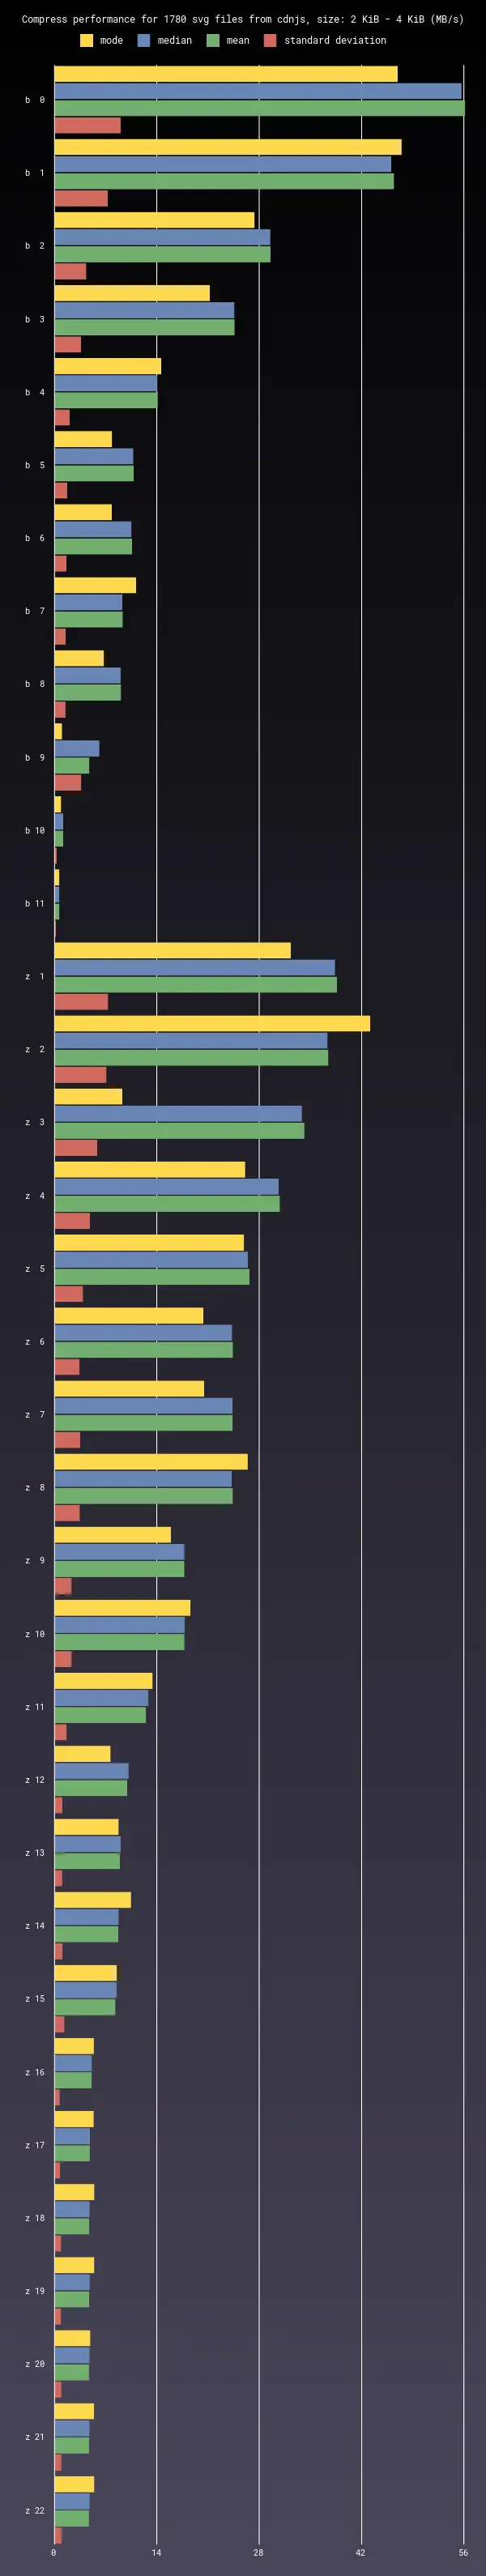 Compress performance for 1780 svg files from cdnjs, size: 2 KiB - 4 KiB (MB/s)
mode median mean standard deviation
b 0
b 1
b 2
b 3
b 4
b 5
b 6
b 7
b 8
b 9
b 10
b 11
z 1
z 2
z 3
z 4
z 5
z 6
z 7
z 8
z 9
z 10
z 11
z 12
z 13
z 14
z 15
z 16
z 17
z 18
z 19
z 20
z 21
z 22
0 14 28 42 56